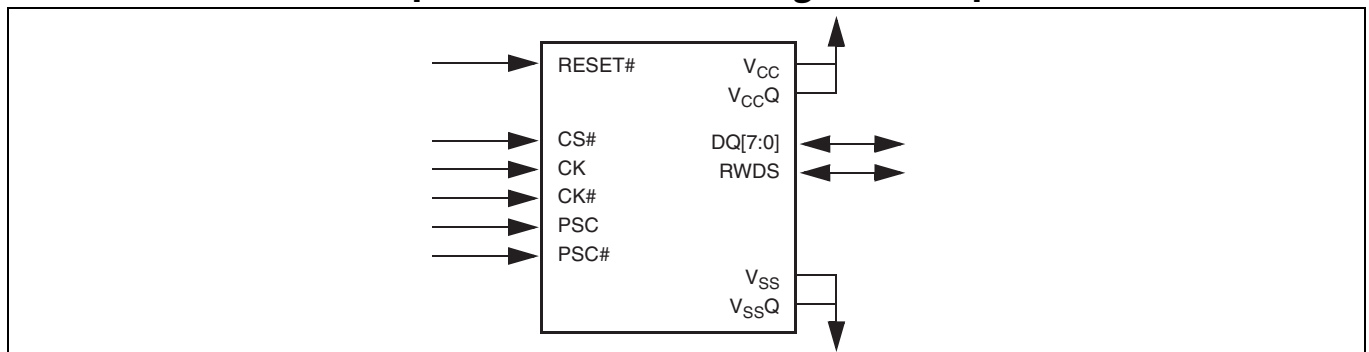 RESET#
CS#
CK
CK#
PSC
PSC#
VCC
VCCQ
DQ[7:0]
RWDS
VSS
VSSQ